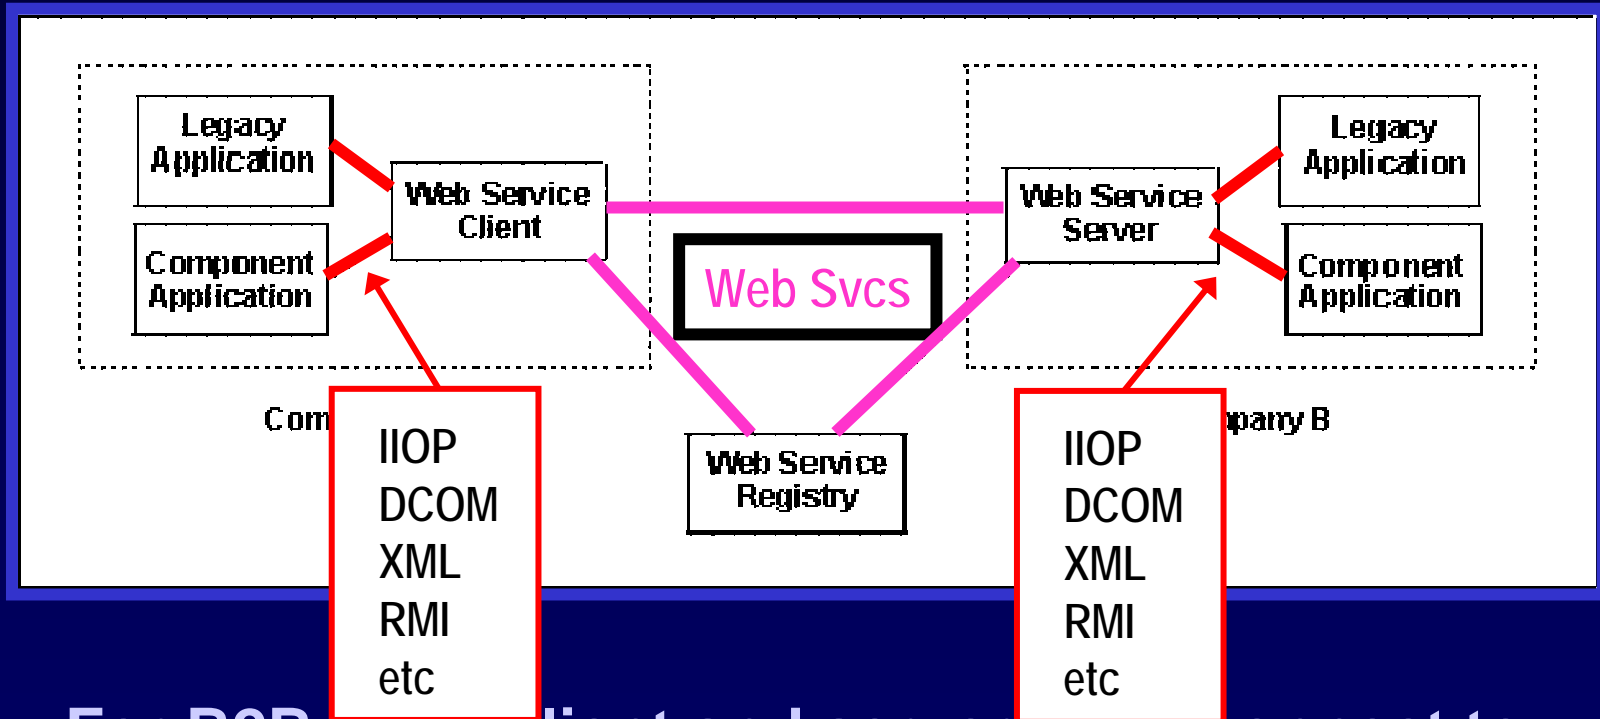 Legacy
Application
Component
Application
Web Service
Client
Web Svcs
Web Service
Server
Legacy
Application
Component
Application
Com
pany B
Web Service
Registry
IIOP
DCOM
XML
RMI
etc
IIOP
DCOM
XML
RMI
etc